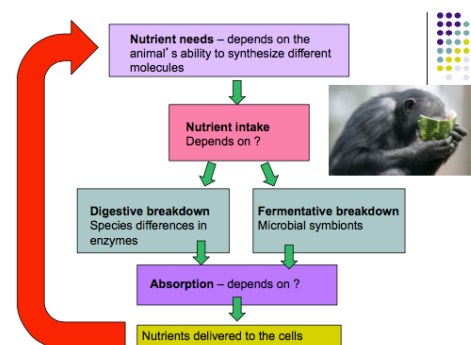 Nutrient needs – depends on the
animal's ability to synthesize different
molecules
Nutrient intake
Depends on ?
Digestive breakdown
Species differences in
enzymes
Fermentative breakdown
Microbial symbionts
Absorption – depends on ?
Nutrients delivered to the cells